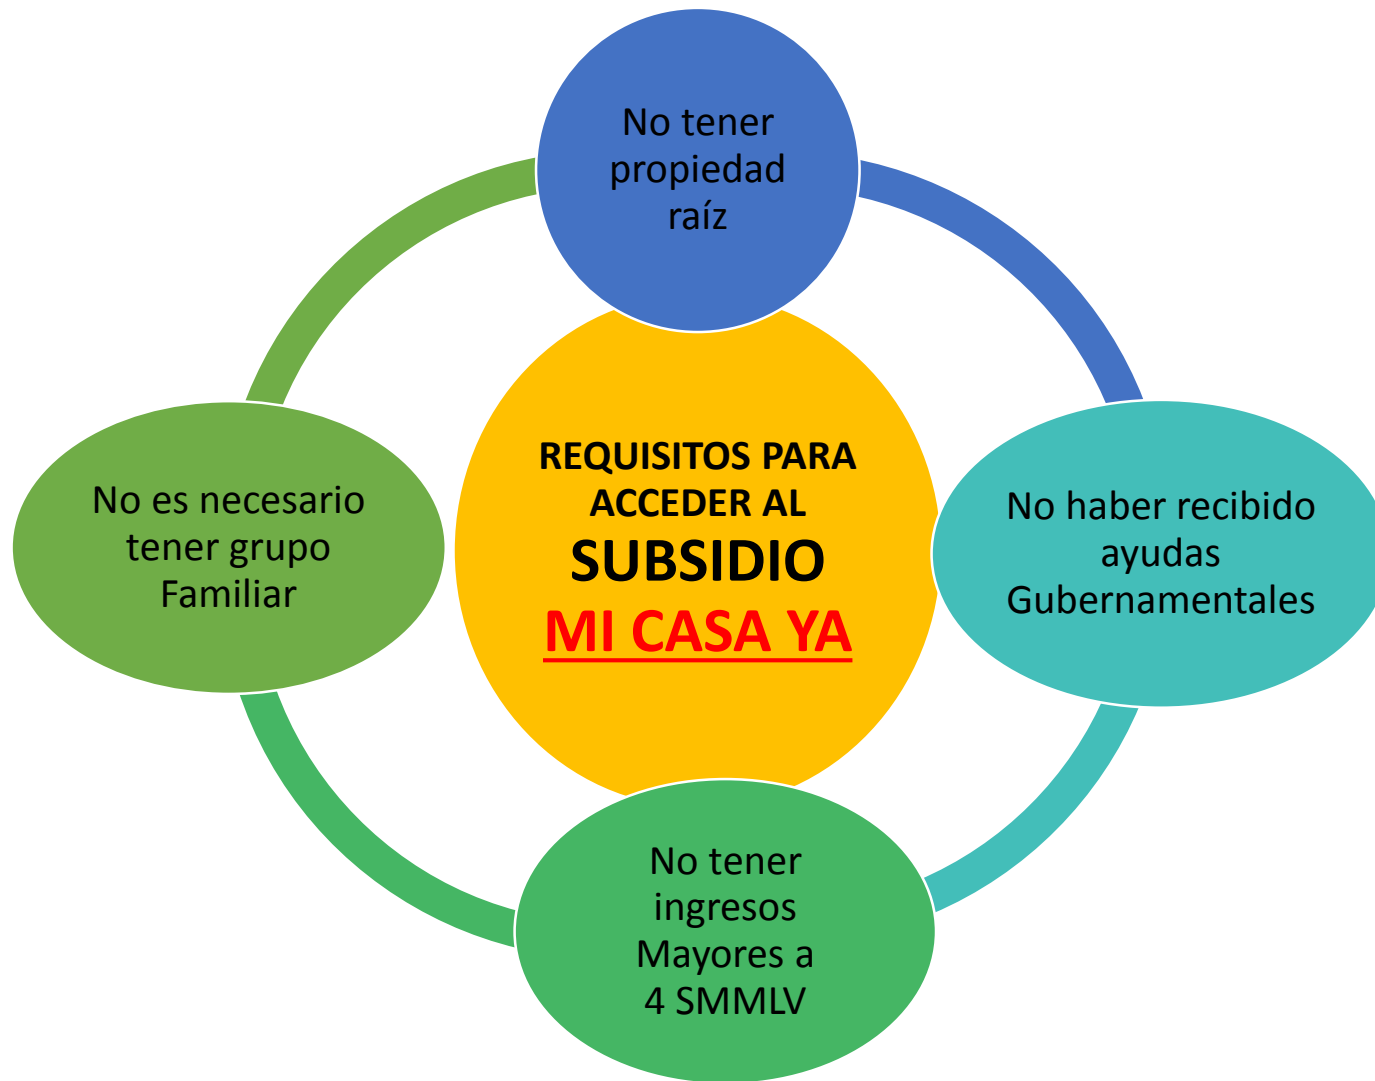 No tener
propiedad
raíz
REQUISITOS PARA
ACCEDER AL
SUBSIDIO
MI CASA YA
No es necesario
tener grupo
Familiar
No haber recibido
ayudas
Gubernamentales
No tener
ingresos
Mayores a
4 SMMLV